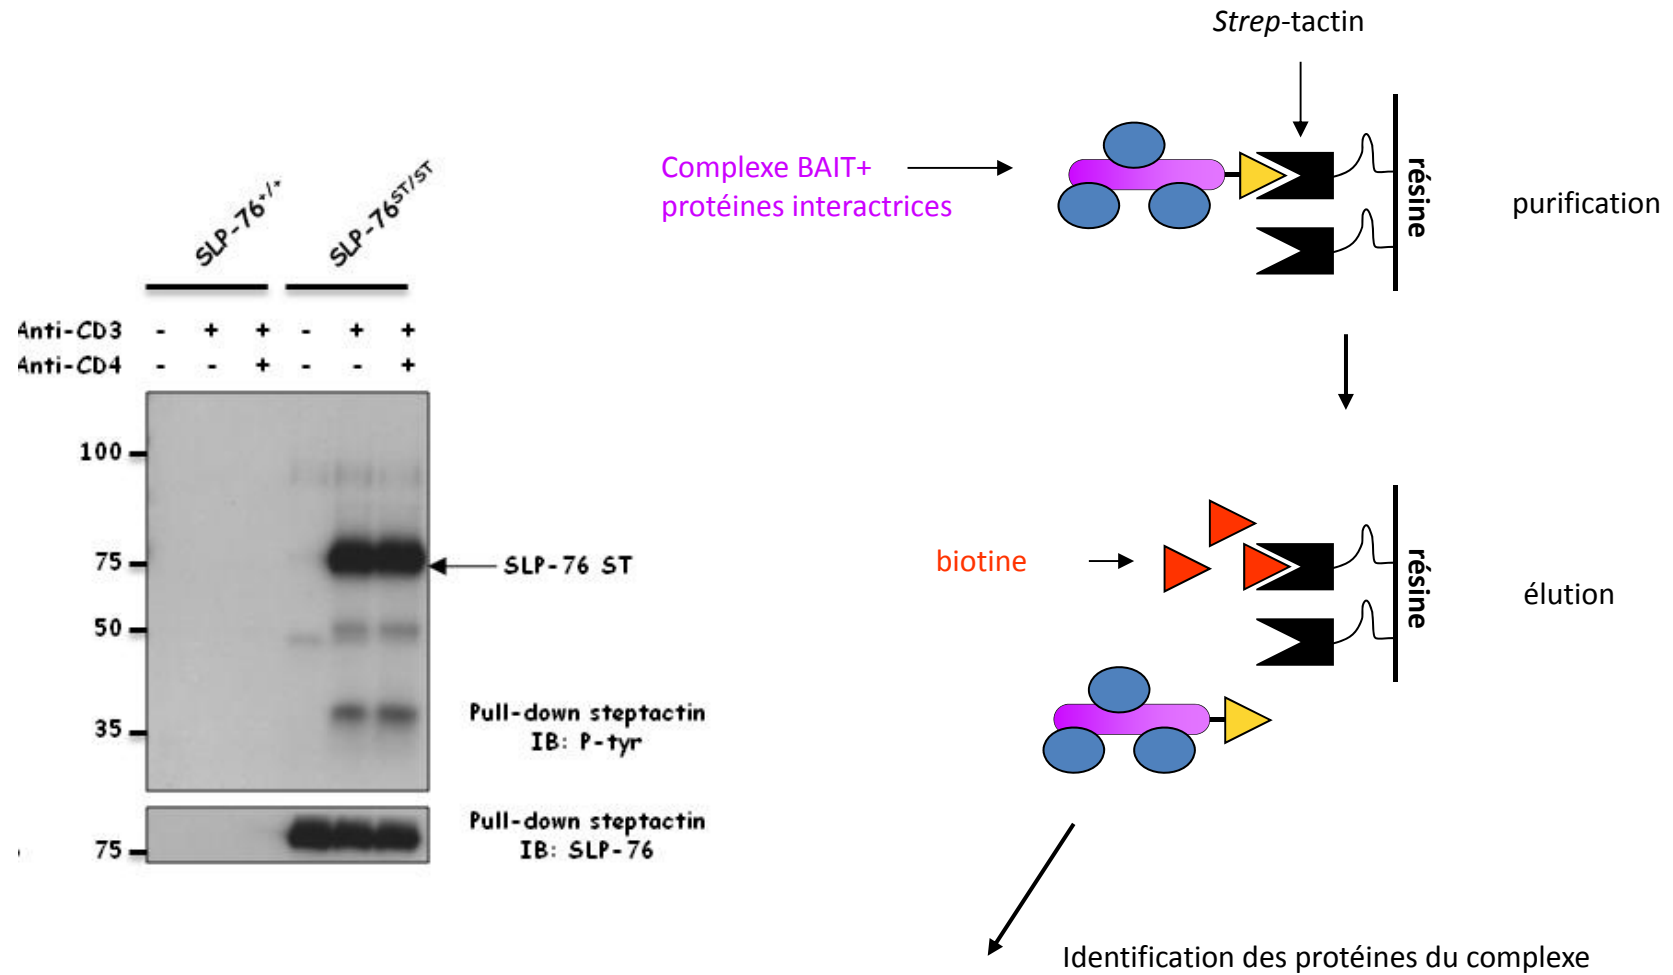 Strep-tactin
Complexe BAIT+
protéines interactrices
résine
purification
SLP-76+/+
SLP-76ST/ST
Anti-CD3 - + + - + +
Anti-CD4 - - + - - +
100
75
SLP-76 ST
50
35
Pull-down steptactin
IB: P-tyr
75
Pull-down steptactin
IB: SLP-76
biotine
résine
élution
Identification des protéines du complexe